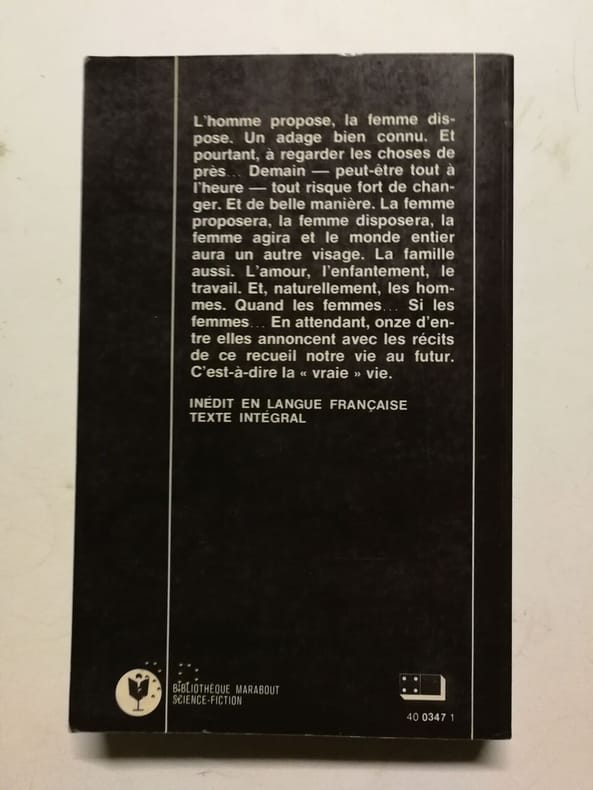 L'homme propose, la femme dis-
pose. Un adage bien connu. Et
pourtant, à regarder les choses de
près... Demain — peut-être tout à
l'heure — tout risque fort de chan-
ger. Et de belle manière. La femme
proposera, la femme disposera, la
femme agira et le monde entier
aura un autre visage. La famille
aussi. L'amour, l'enfantement, le
travail. Et, naturellement, les hom-
mes. Quand les femmes... Si les
femmes... En attendant, onze d'en-
tre elles annoncent avec les récits
de ce recueil notre vie au futur.
C'est-à-dire la « vraie » vie.
INÉDIT EN LANGUE FRANÇAISE
TEXTE INTÉGRAL
BIBLIOTHÈQUE MARABOUT
SCIENCE-FICTION
40 0347 1